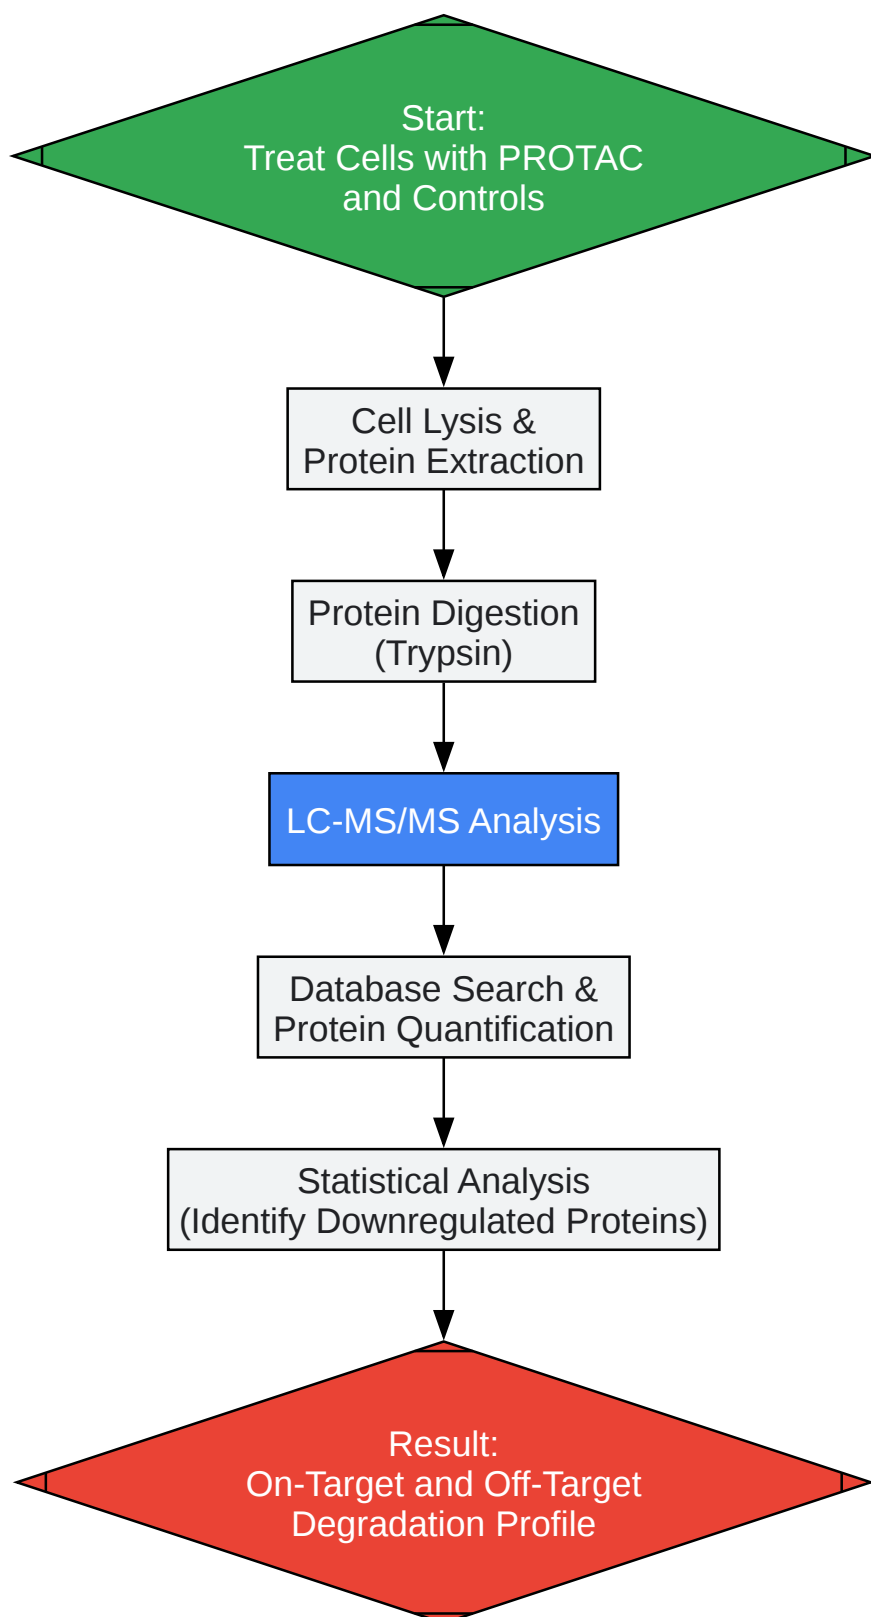 Start:
Treat Cells with PROTAC
and Controls
Cell Lysis &
Protein Extraction
Protein Digestion
(Trypsin)
LC-MS/MS Analysis
Database Search &
Protein Quantification
Statistical Analysis
(Identify Downregulated Proteins)
Result:
On-Target and Off-Target
Degradation Profile